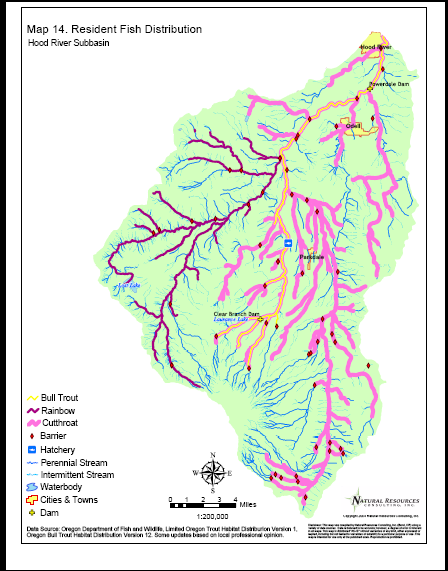 Map 14. Resident Fish Distribution
Hood River Subbasin
Hood River
Powerdale Dam
Odell
Parkdale
Lost Lake
Clear Branch Dam
Laurance Lake
Bull Trout
Rainbow
Cutthroat
Barrier
Hatchery
Perennial Stream
Intermittent Stream
Waterbody
Cities & Towns
Dam
N
W E
S
0 1 2 3 4 Miles
1:200,000
NATURAL RESOURCES
CONSULTING, INC.
Data Source: Oregon Department of Fish and Wildlife, Limited Oregon Trout Habitat Distribution Version 1,
Oregon Bull Trout Habitat Distribution Version 12. Some updates based on local professional opinion.